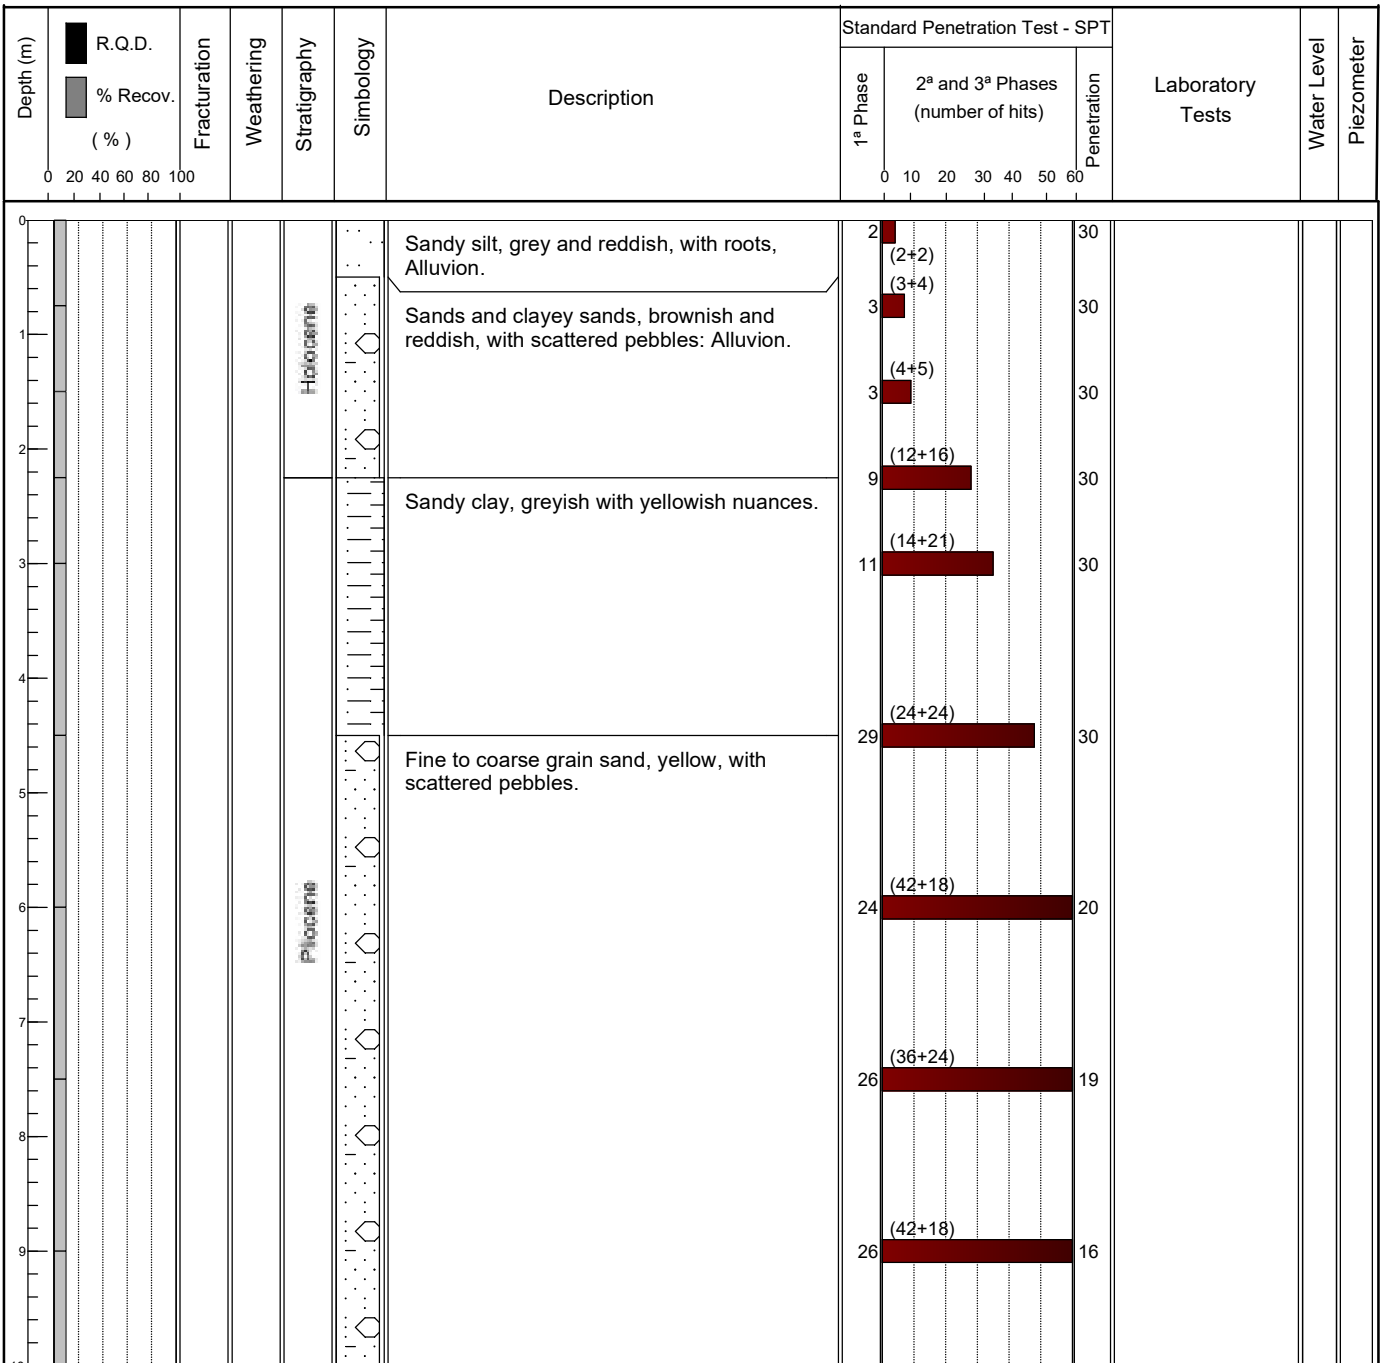 Depth (m)
R.Q.D.
% Recov.
( % )
0 20 40 60 80 100
Fracturation
Weathering
Stratigraphy
Simbology
Description
Standard Penetration Test - SPT
1ª Phase
2ª and 3ª Phases
(number of hits)
0 10 20 30 40 50 60
Penetration
Laboratory
Tests
Water Level
Piezometer
0
Sandy silt, grey and reddish, with roots,
Alluvion.
2
(2+2)
30
Holocene
Sands and clayey sands, brownish and
reddish, with scattered pebbles: Alluvion.
(3+4)
3
30
1
(4+5)
3
30
2
(12+16)
9
30
Sandy clay, greyish with yellowish nuances.
(14+21)
3
11
30
4
(24+24)
29
30
Fine to coarse grain sand, yellow, with
scattered pebbles.
5
Pliocene
(42+18)
6
24
20
7
(36+24)
26
19
8
(42+18)
9
26
16